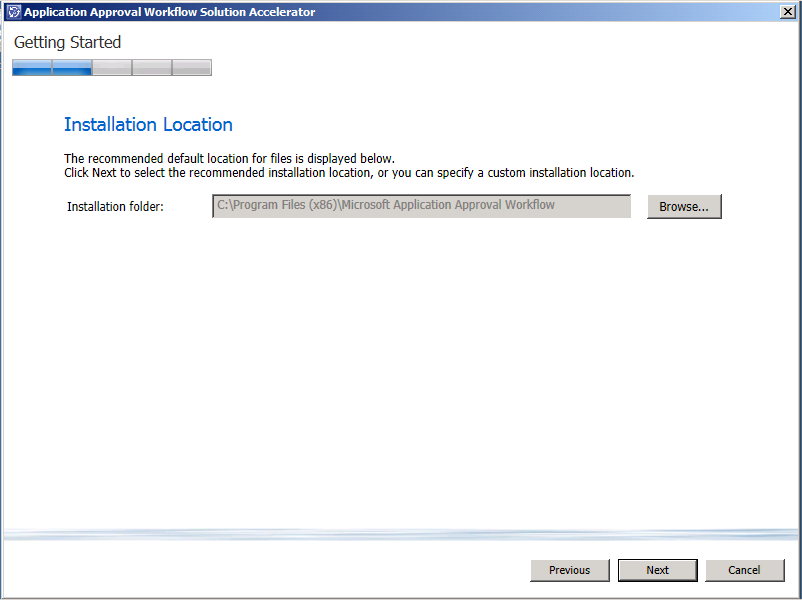 Application Approval Workflow Solution Accelerator
Getting Started
Installation Location
The recommended default location for files is displayed below.
Click Next to select the recommended installation location, or you can specify a custom installation location.
Installation folder: C:\Program Files (x86)\Microsoft Application Approval Workflow Browse...
Previous Next Cancel